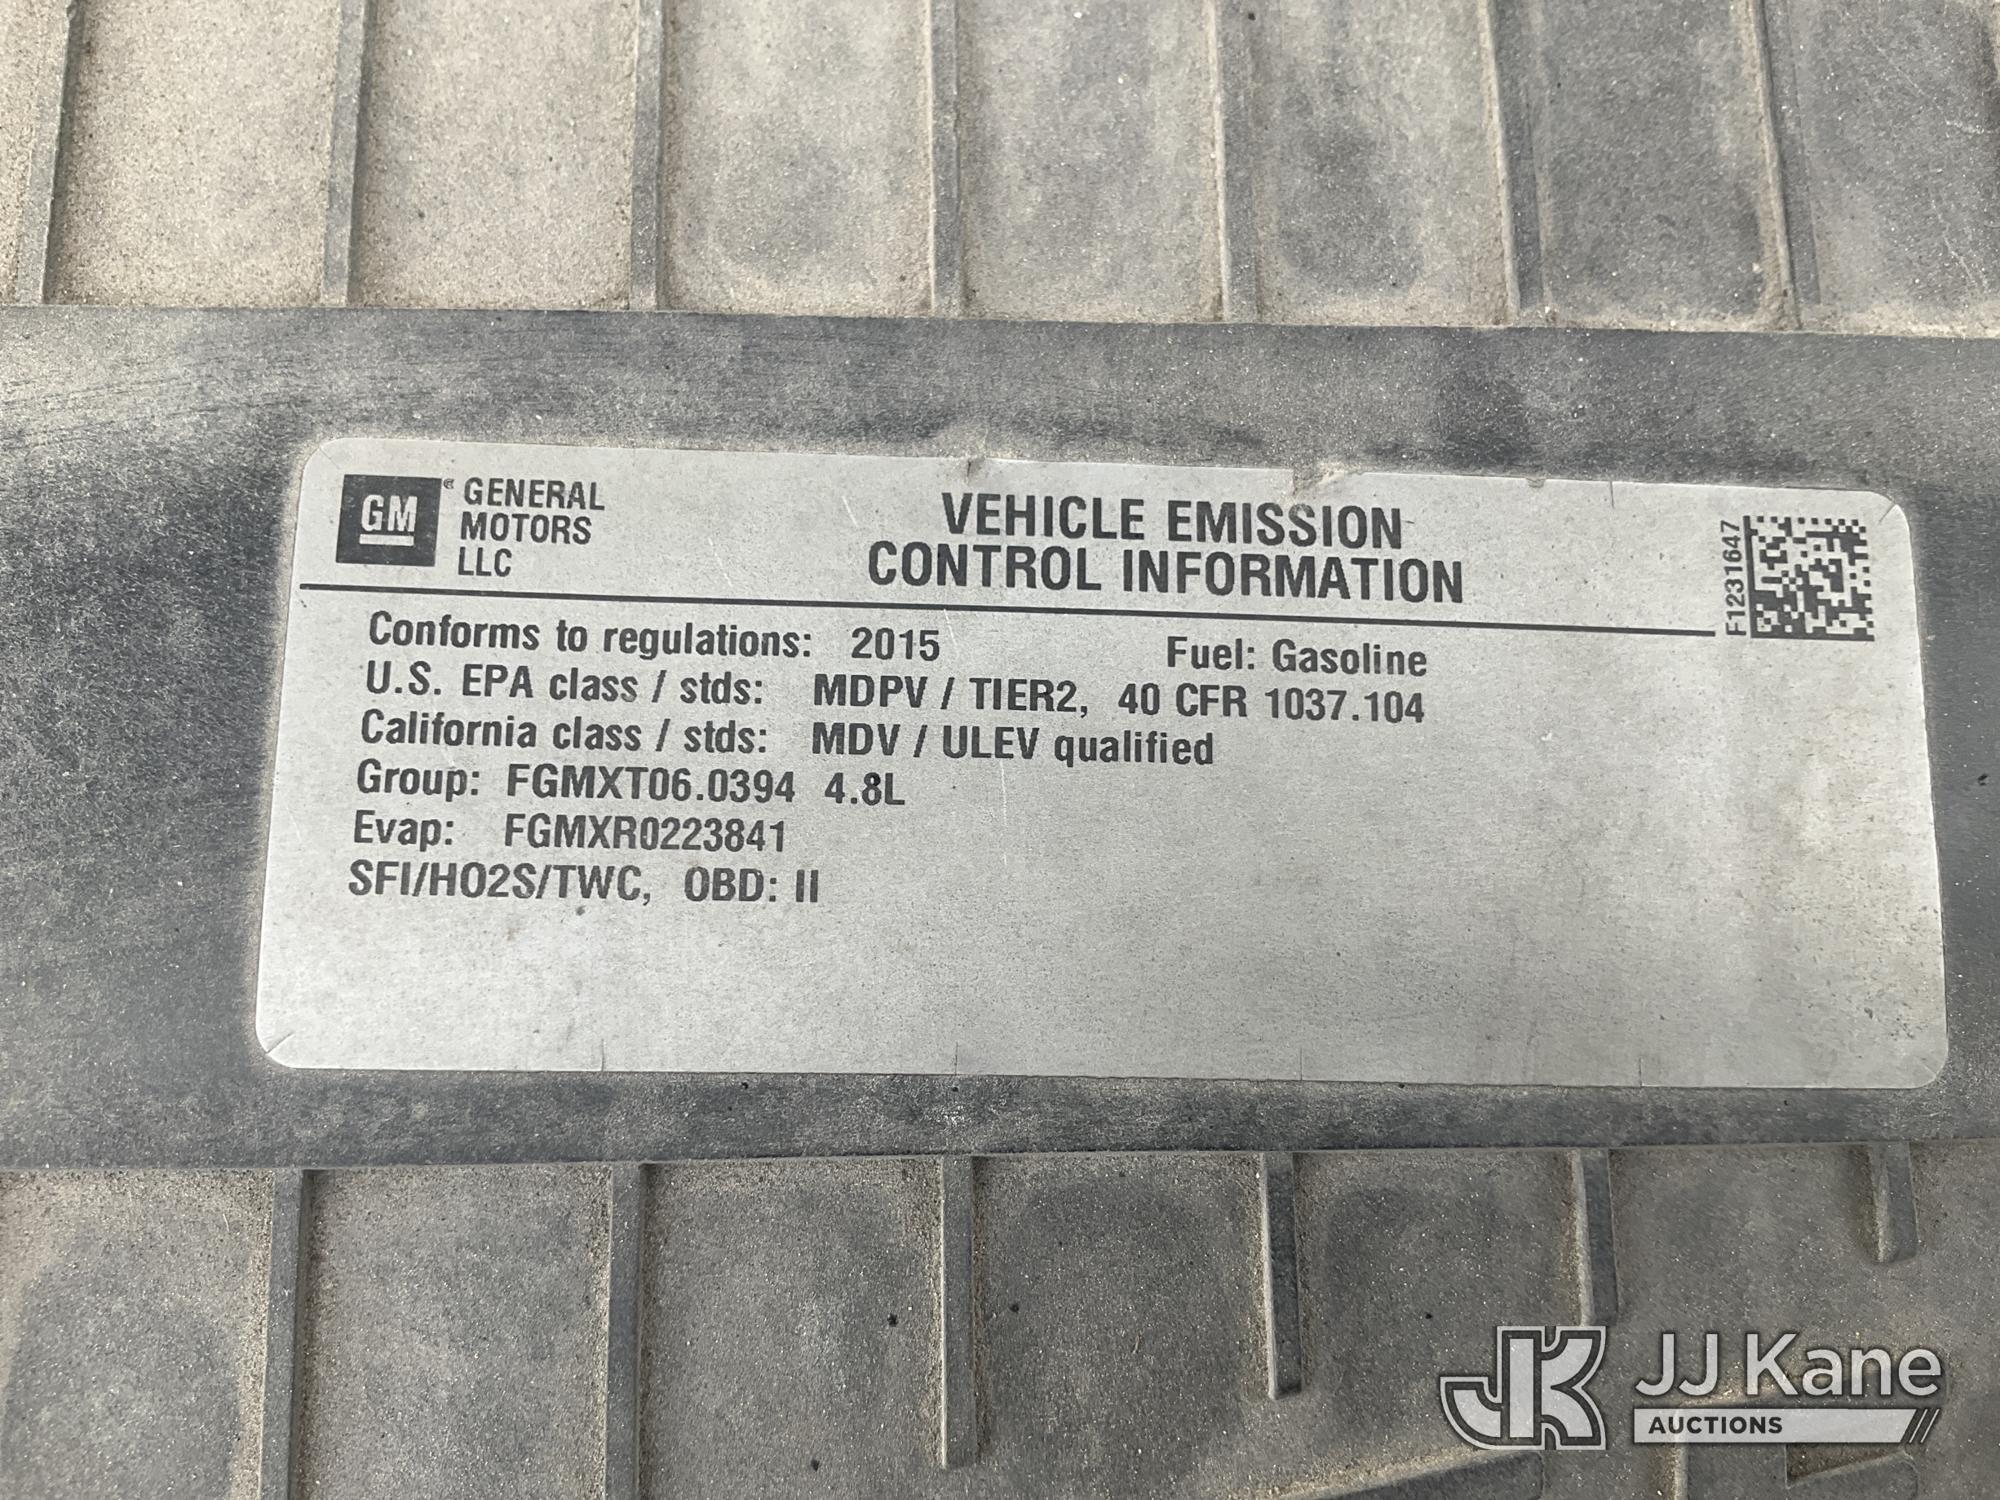 GM
GENERAL
MOTORS
LLC
VEHICLE EMISSION
CONTROL INFORMATION
F1231647
Conforms to regulations: 2015 Fuel: Gasoline
U.S. EPA class / stds: MDPV / TIER2, 40 CFR 1037.104
California class / stds: MDV / ULEV qualified
Group: FGMXT06.0394 4.8L
Evap: FGMXR0223841
SFI/HO2S/TWC, OBD: II
JK JJ Kane
AUCTIONS